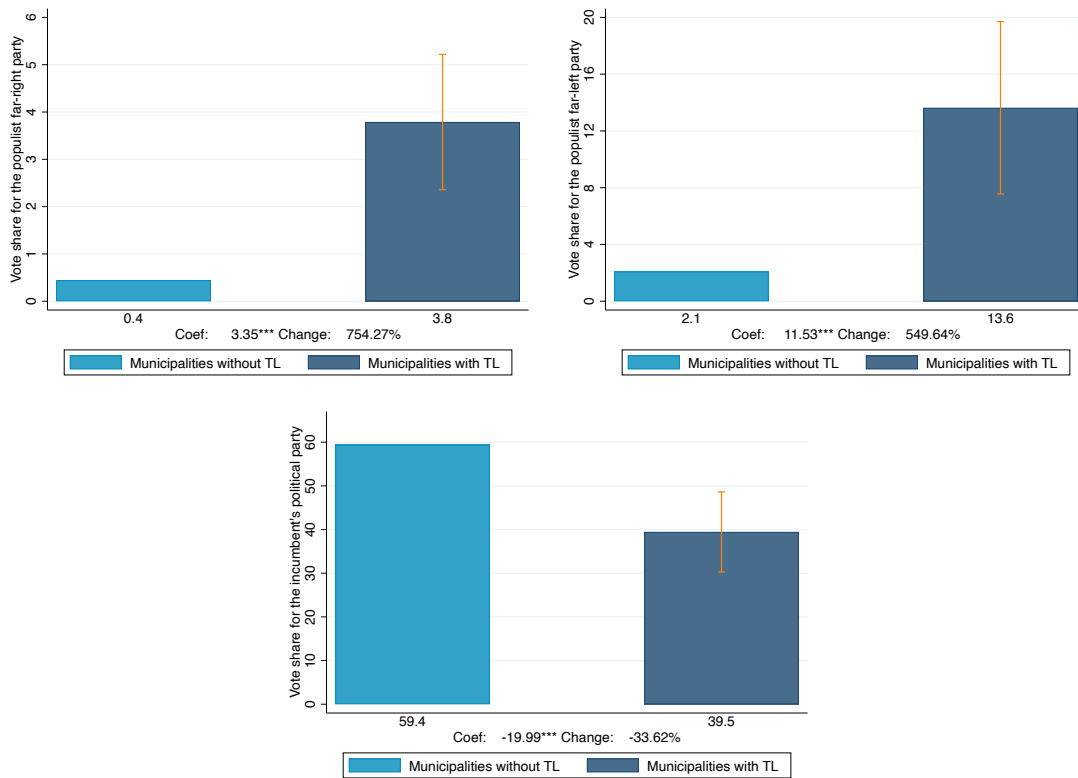 Vote share for the populist far-right party
6
5
4
3
2
1
0
0.4 3.8
Coef: 3.35*** Change: 754.27%
Municipalities without TL Municipalities with TL
Vote share for the populist far-left party
20
16
12
8
4
0
2.1 13.6
Coef: 11.53*** Change: 549.64%
Municipalities without TL Municipalities with TL
Vote share for the incumbent's political party
60
50
40
30
20
10
0
59.4 39.5
Coef: -19.99*** Change: -33.62%
Municipalities without TL Municipalities with TL